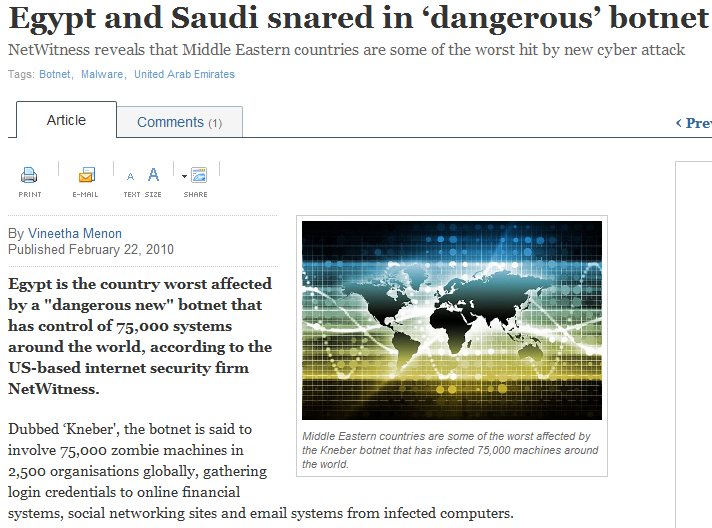 Egypt and Saudi snared in ‘dangerous’ botnet
NetWitness reveals that Middle Eastern countries are some of the worst hit by new cyber attack
Tags: Botnet, Malware, United Arab Emirates
Article
Comments (1)
‹ Prev
PRINT
E-MAIL
A A
TEXT SIZE
SHARE
By Vineetha Menon
Published February 22, 2010
Egypt is the country worst affected
by a "dangerous new" botnet that
has control of 75,000 systems
around the world, according to the
US-based internet security firm
NetWitness.
Dubbed ‘Kneber', the botnet is said to
involve 75,000 zombie machines in
2,500 organisations globally, gathering
login credentials to online financial
systems, social networking sites and email systems from infected computers.
Middle Eastern countries are some of the worst affected by
the Kneber botnet that has infected 75,000 machines around
the world.